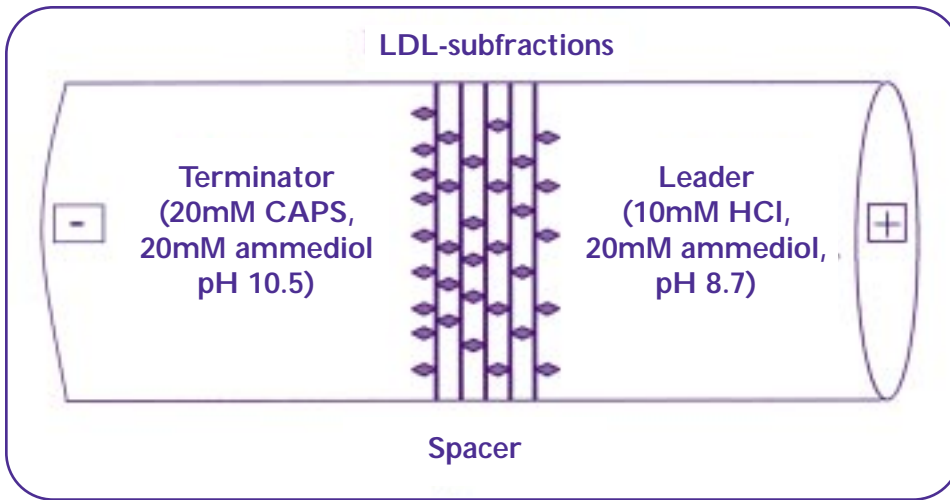 LDL-subfractions
Terminator
(20mM CAPS,
20mM ammediol
pH 10.5)
-
Leader
(10mM HCl,
20mM ammediol,
pH 8.7)
+
Spacer